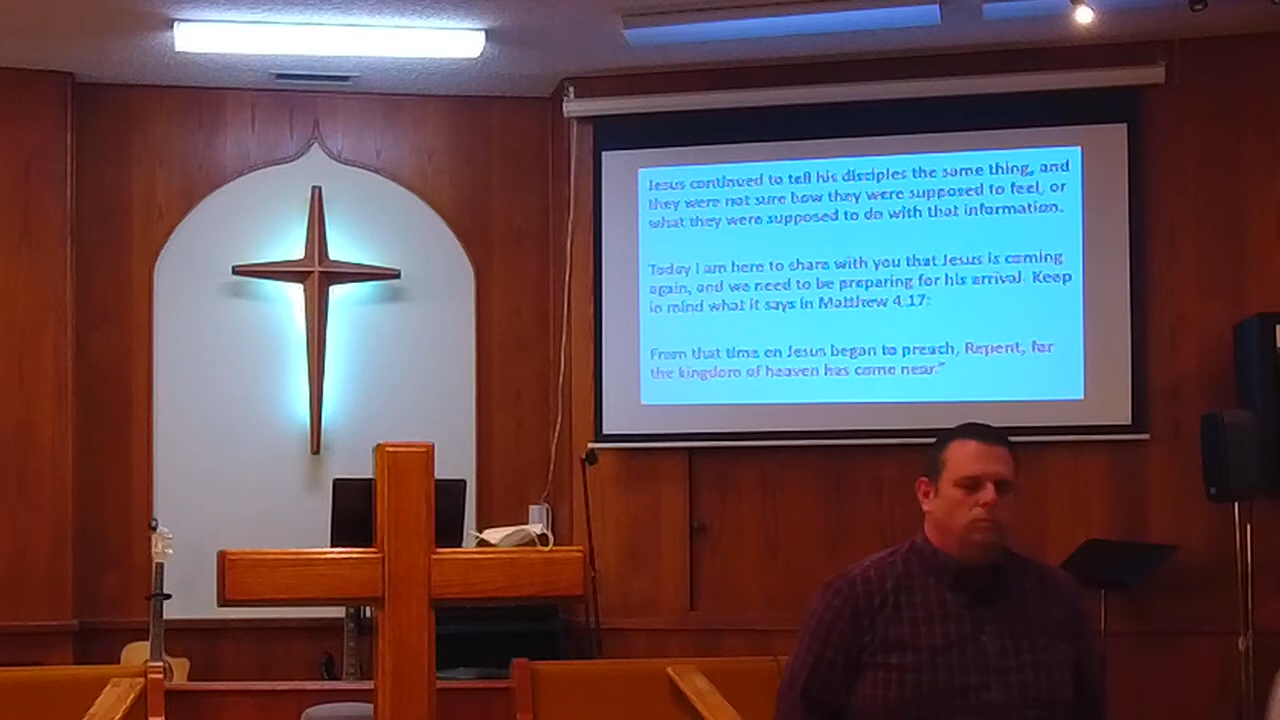 Jesus continued to tell his disciples the same thing, and
they were not sure how they were supposed to feel, or
what they were supposed to do with that information.
Today I am here to share with you that Jesus is coming
again, and we need to be preparing for his arrival. Keep
in mind what it says in Matthew 4.17:
From that time on Jesus began to preach, Repent, for
the kingdom of heaven has come near."